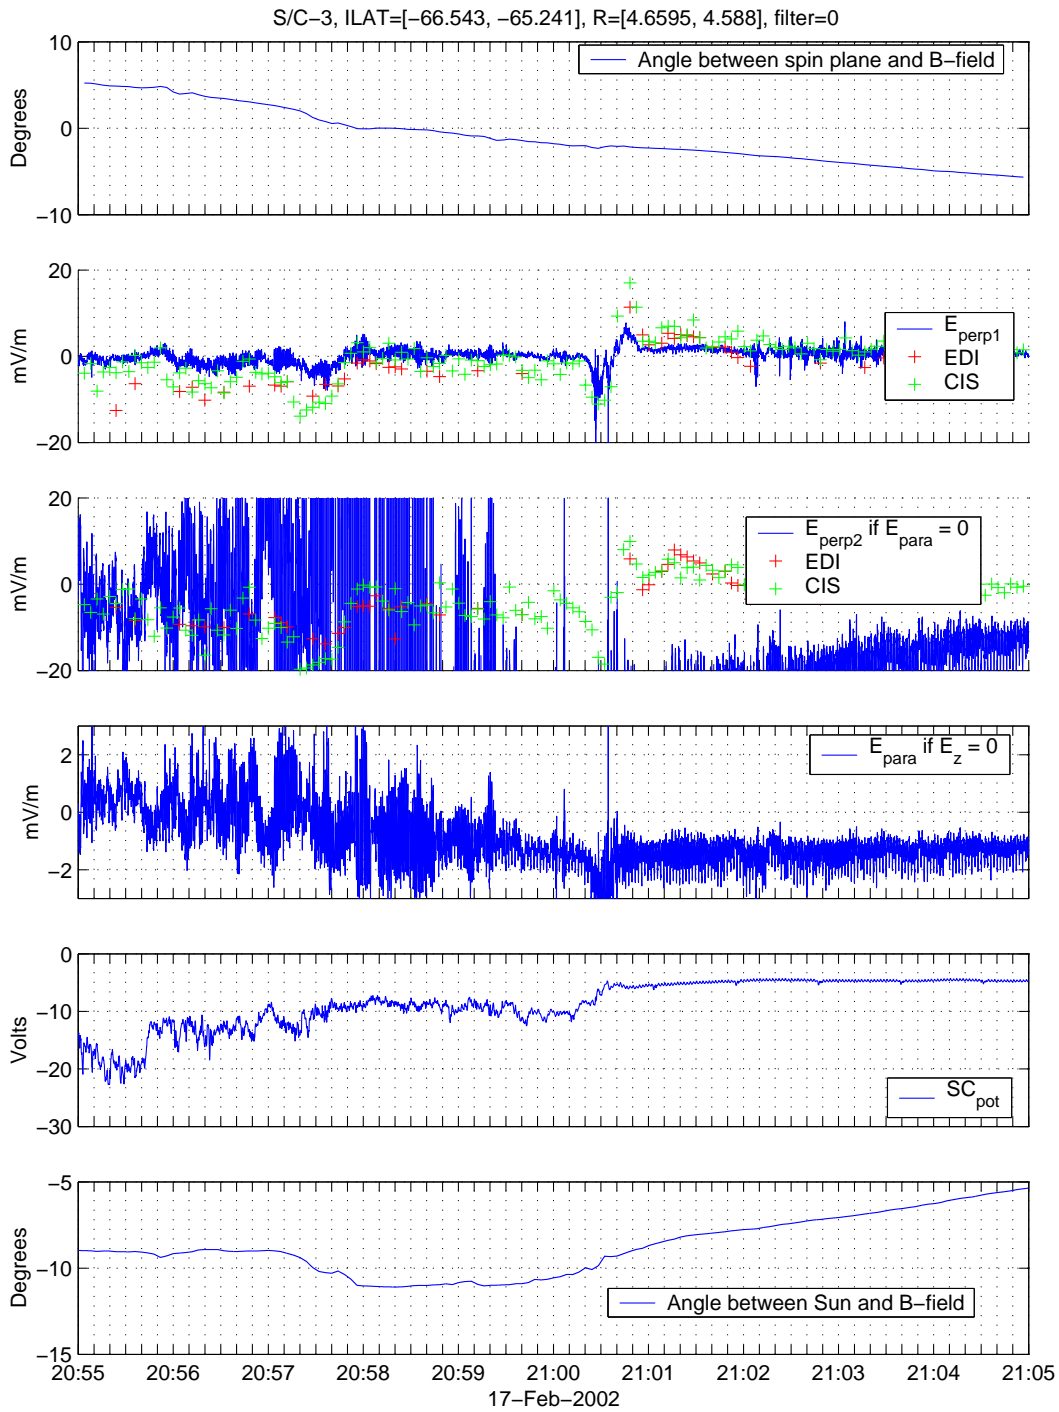 S/C-3, ILAT=[-66.543, -65.241], R=[4.6595, 4.588], filter=0
10
0
-10
Degrees
Angle between spin plane and B-field
20
0
-20
mV/m
E_perp1
EDI
CIS
20
10
0
-10
-20
mV/m
E_perp2 if E_para = 0
EDI
CIS
2
0
-2
mV/m
E_para if E_z = 0
0
-10
-20
-30
Volts
SC_pot
-5
-10
-15
Degrees
Angle between Sun and B-field
20:55 20:56 20:57 20:58 20:59 21:00 21:01 21:02 21:03 21:04 21:05
17-Feb-2002